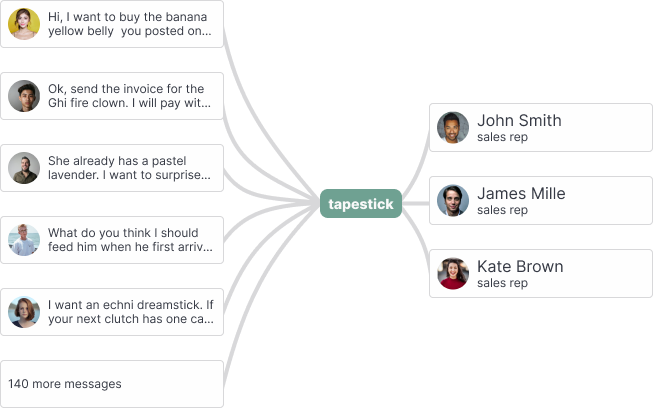 Hi, I want to buy the banana
yellow belly you posted on...
Ok, send the invoice for the
Ghi fire clown. I will pay wit...
She already has a pastel
lavender. I want to surprise...
What do you think I should
feed him when he first arriv...
I want an echni dreamstick. If
your next clutch has one ca...
140 more messages
tapestick
John Smith
sales rep
James Mille
sales rep
Kate Brown
sales rep